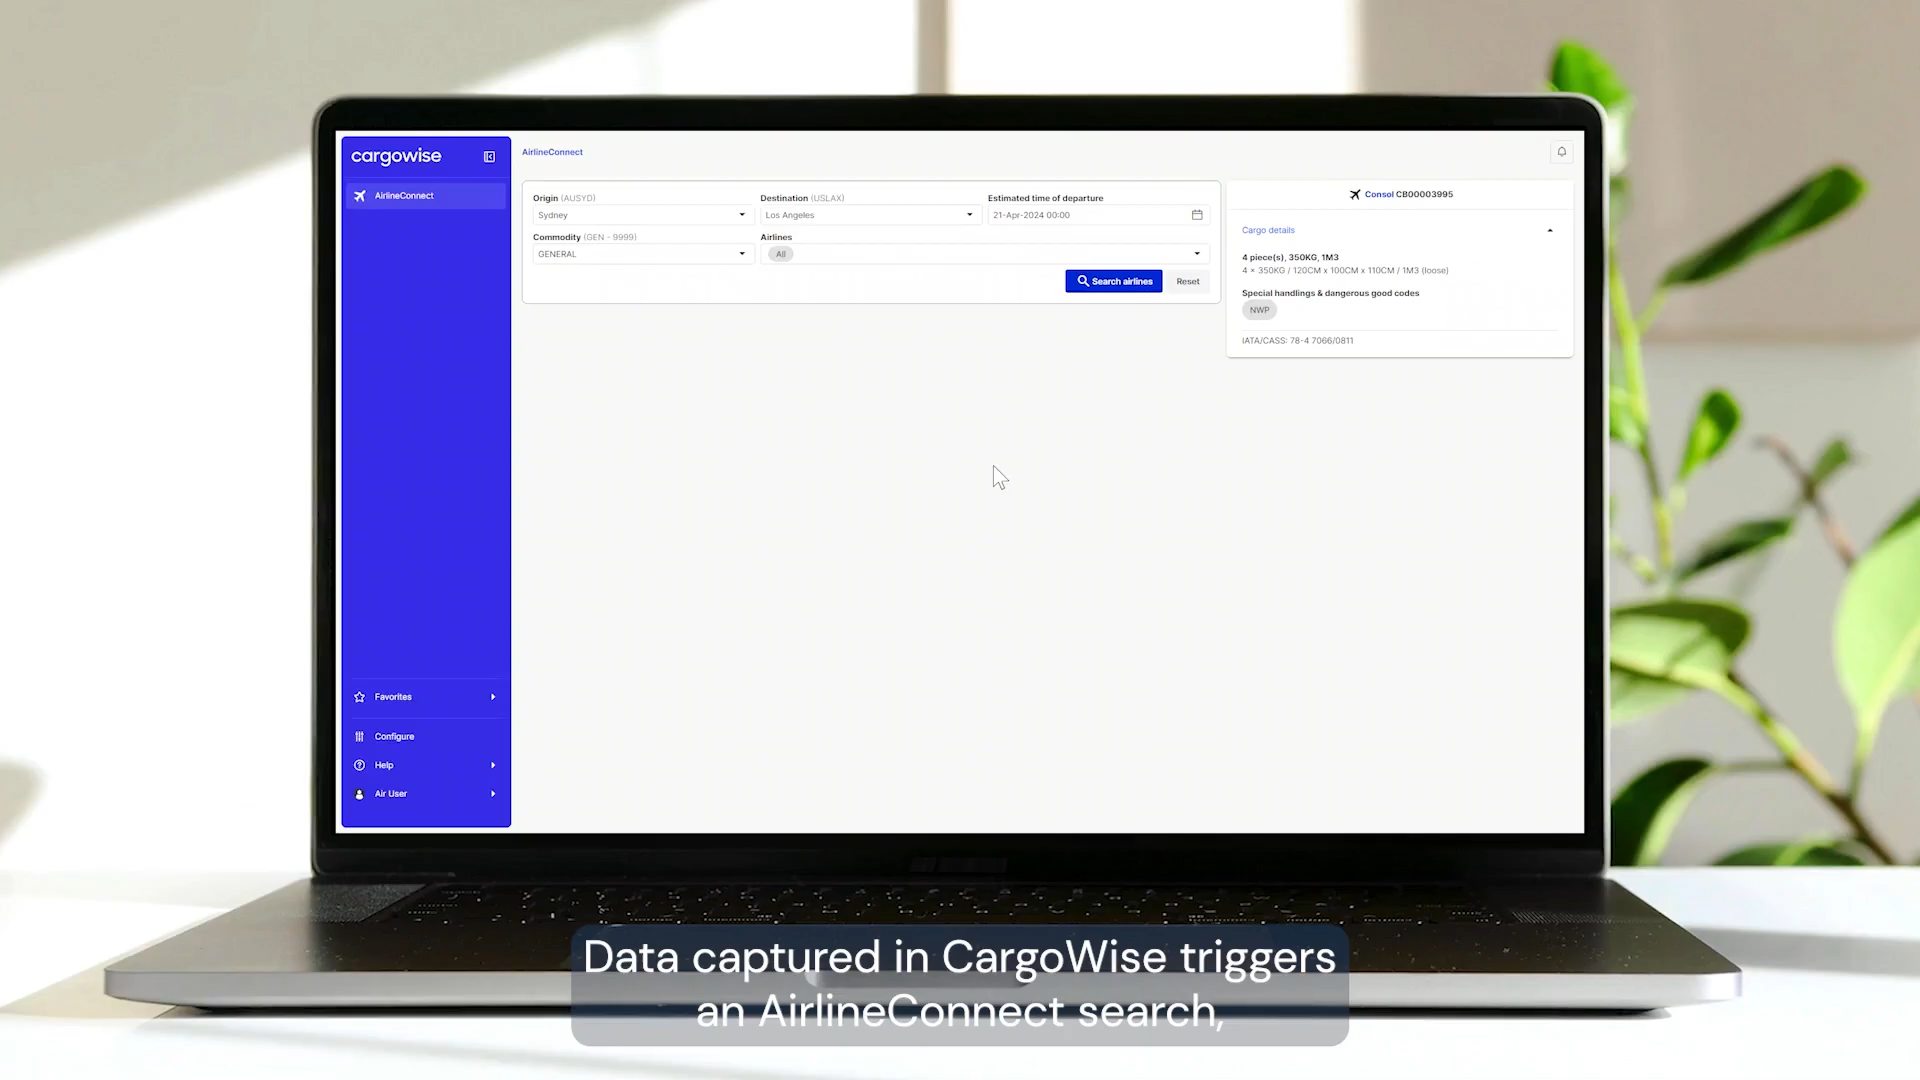 cargowise
AirlineConnect
AirlineConnect
Origin (AUSYD)
Sydney
Destination (USLAX)
Los Angeles
Estimated time of departure
21-Apr-2024 00:00
Commodity (GEN - 9999)
GENERAL
Airlines
All
Search airlines
Reset
Consol CB00003995
Cargo details
4 piece(s), 350KG, 1M3
4 × 350KG / 120CM x 100CM x 110CM / 1M3 (loose)
Special handlings & dangerous good codes
NWP
IATA/CASS: 78-4 7066/0811
Favorites
Configure
Help
Air User
Data captured in CargoWise triggers
an AirlineConnect search,